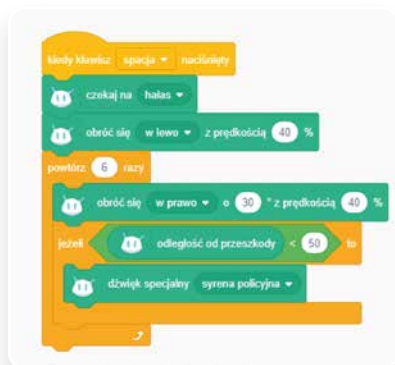 kiedy klawisz spacja naciśnięty
czekaj na hałas
obróć się w lewo z prędkością 40 %
powtórz 6 razy
obróć się w prawo o 30 ° z prędkością 40 %
jeżeli odległość od przeszkody < 50 to
dźwięk specjalny syrena policyjna